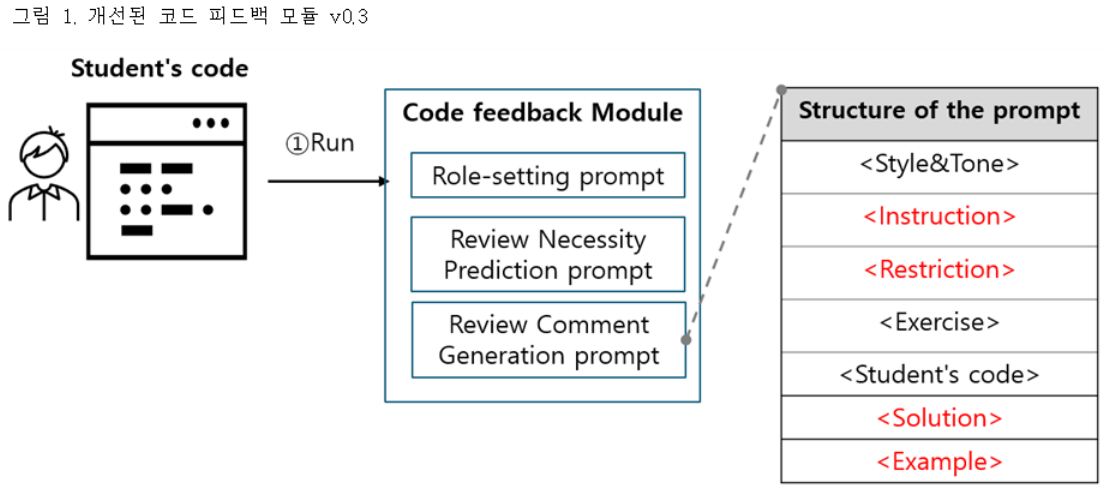 그림 1. 개선된 코드 피드백 모듈 v0.3
Student's code
①Run
Code feedback Module
Role-setting prompt
Review Necessity
Prediction prompt
Review Comment
Generation prompt
Structure of the prompt
<Style&Tone>
<Instruction>
<Restriction>
<Exercise>
<Student's code>
<Solution>
<Example>